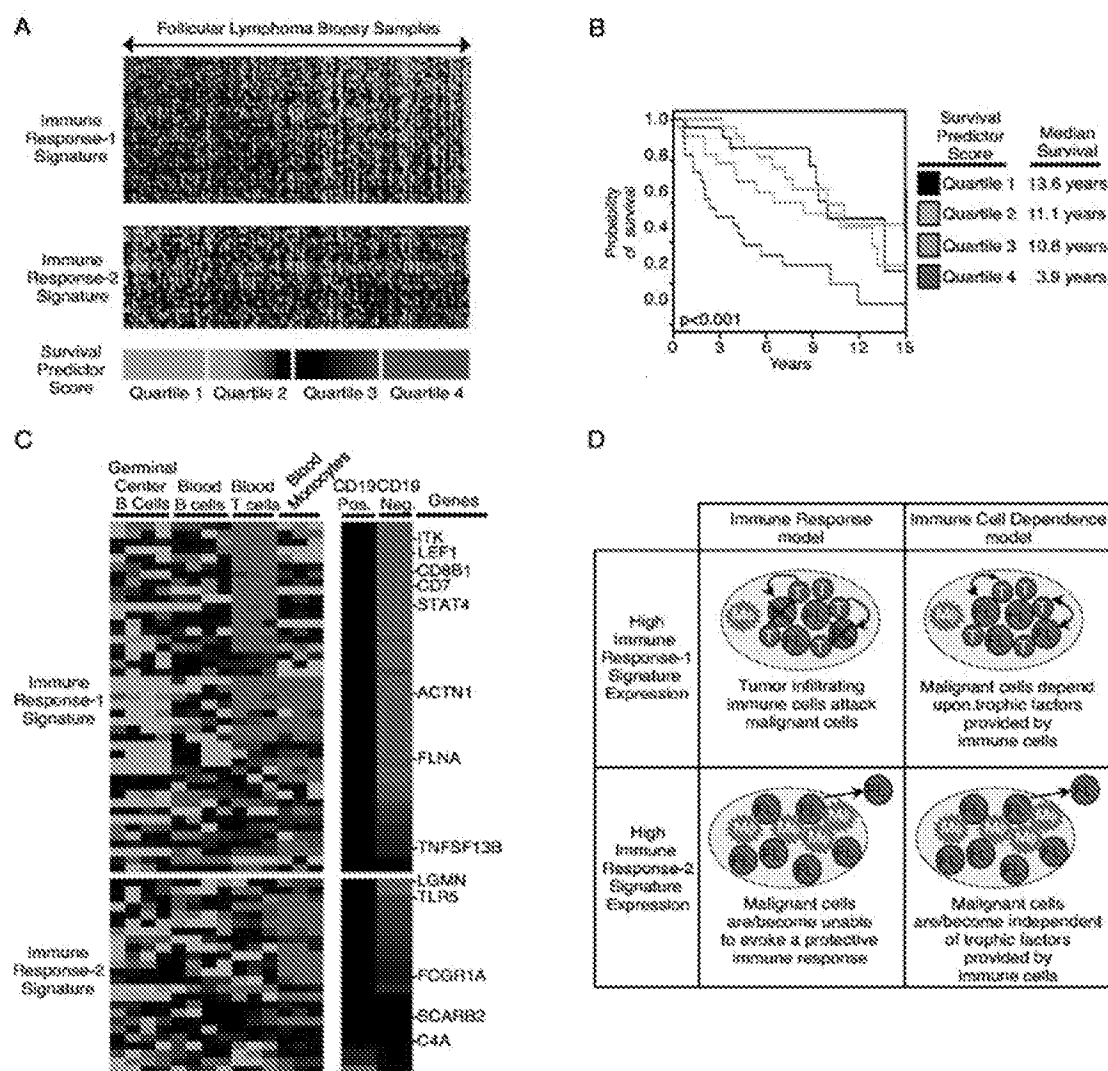 A
Follicular Lymphoma Biopsy Samples
Immune
Response-1
Signature
Immune
Response-2
Signature
Survival
Predictor
Score
Quartile 1 Quartile 2 Quartile 3 Quartile 4
B
Probability
of survival
1.0
0.8
0.6
0.4
0.2
0.0
p<0.001
0 3 6 9 12 15
Years
Survival
Predictor
Score
Median
Survival
Quartile 1 13.6 years
Quartile 2 11.1 years
Quartile 3 10.8 years
Quartile 4 3.9 years
C
Germinal
Center
B Cells
Blood
B cells
Blood
T cells
Blood
Monocytes
CD19
Pos.
CD19
Neg.
Genes
Immune
Response-1
Signature
ITK
LEF1
CD8B1
CD7
STAT4
ACTN1
FLNA
TNFSF13B
Immune
Response-2
Signature
LGMN
TLR5
FCGR1A
SCARB2
C4A
D
Immune Response
model
Immune Cell Dependence
model
High
Immune
Response-1
Signature
Expression
Tumor infiltrating
immune cells attack
malignant cells
Malignant cells depend
upon trophic factors
provided by
immune cells
High
Immune
Response-2
Signature
Expression
Malignant cells
are/become unable
to evoke a protective
immune response
Malignant cells
are/become independent
of trophic factors
provided by
immune cells